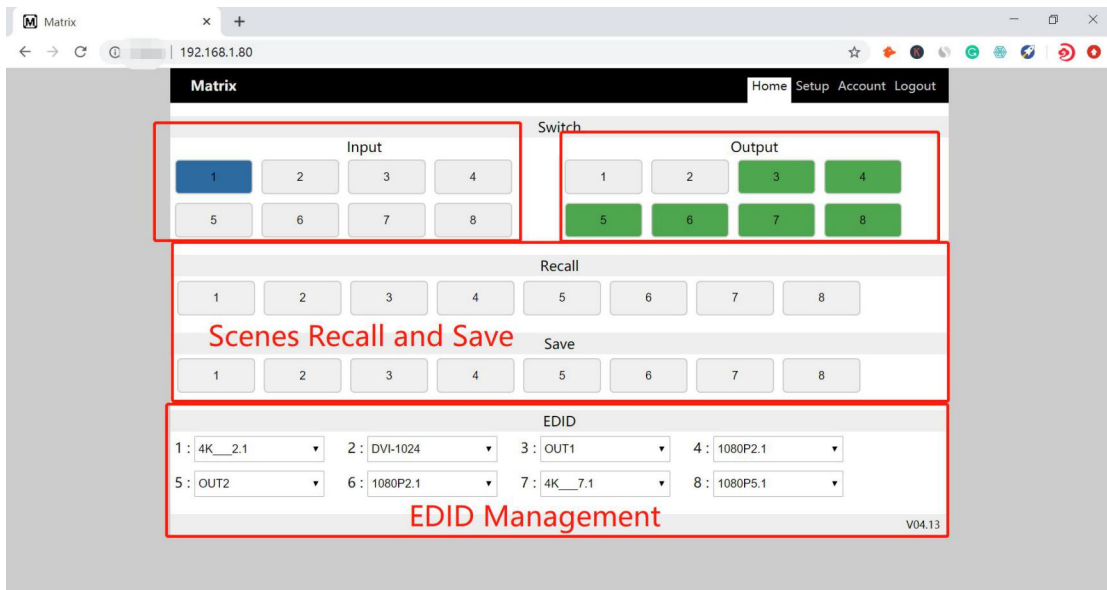 M Matrix
192.168.1.80
Matrix Home Setup Account Logout
Switch
Input Output
1 2 3 4 1 2 3 4
5 6 7 8 5 6 7 8
Recall
1 2 3 4 5 6 7 8
Scenes Recall and Save
Save
1 2 3 4 5 6 7 8
EDID
1 : 4K___2.1 2 : DVI-1024 3 : OUT1 4 : 1080P2.1
5 : OUT2 6 : 1080P2.1 7 : 4K___7.1 8 : 1080P5.1
EDID Management
V04.13